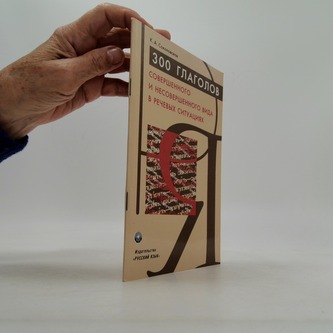 300 ГЛАГОЛОВ
СОВЕРШЕННОГО
И НЕСОВЕРШЕННОГО ВИДА
В РЕЧЕВЫХ СИТУАЦИЯХ
Я
Издательство
«РУССКИЙ ЯЗЫК»